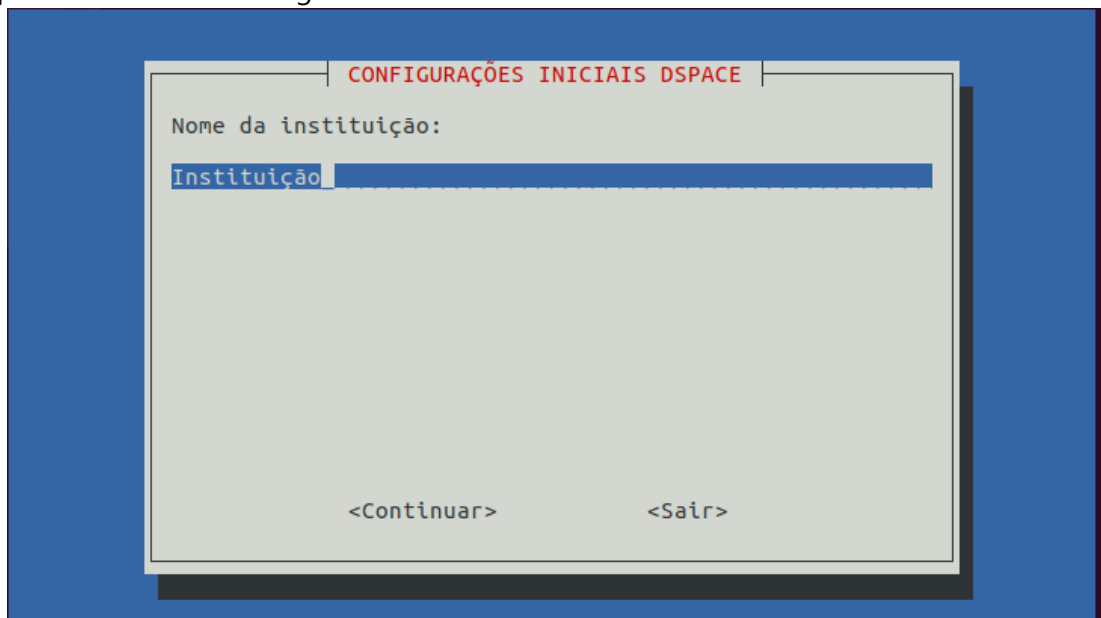 CONFIGURAÇÕES INICIAIS DSPACE
Nome da instituição:
Instituição
<Continuar> <Sair>